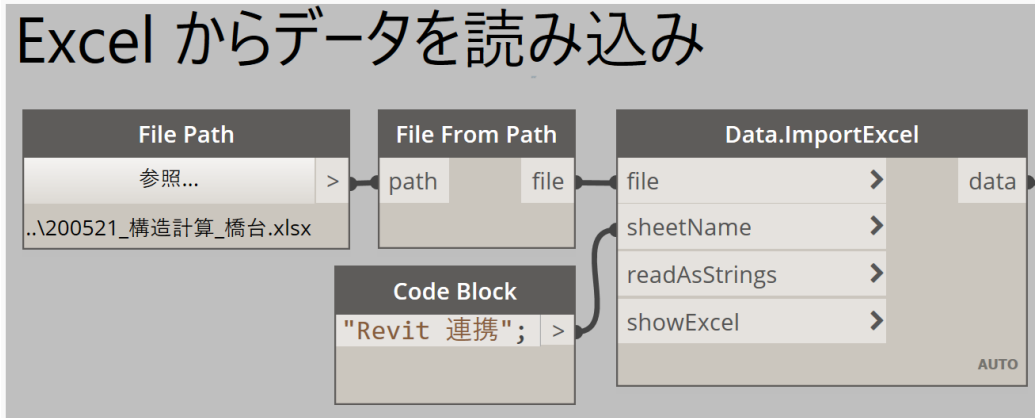 Excel からデータを読み込み
File Path
参照... >
..\200521_構造計算_橋台.xlsx
File From Path
path file
Code Block
"Revit 連携"; >
Data.ImportExcel
file > data
sheetName >
readAsStrings >
showExcel >
AUTO